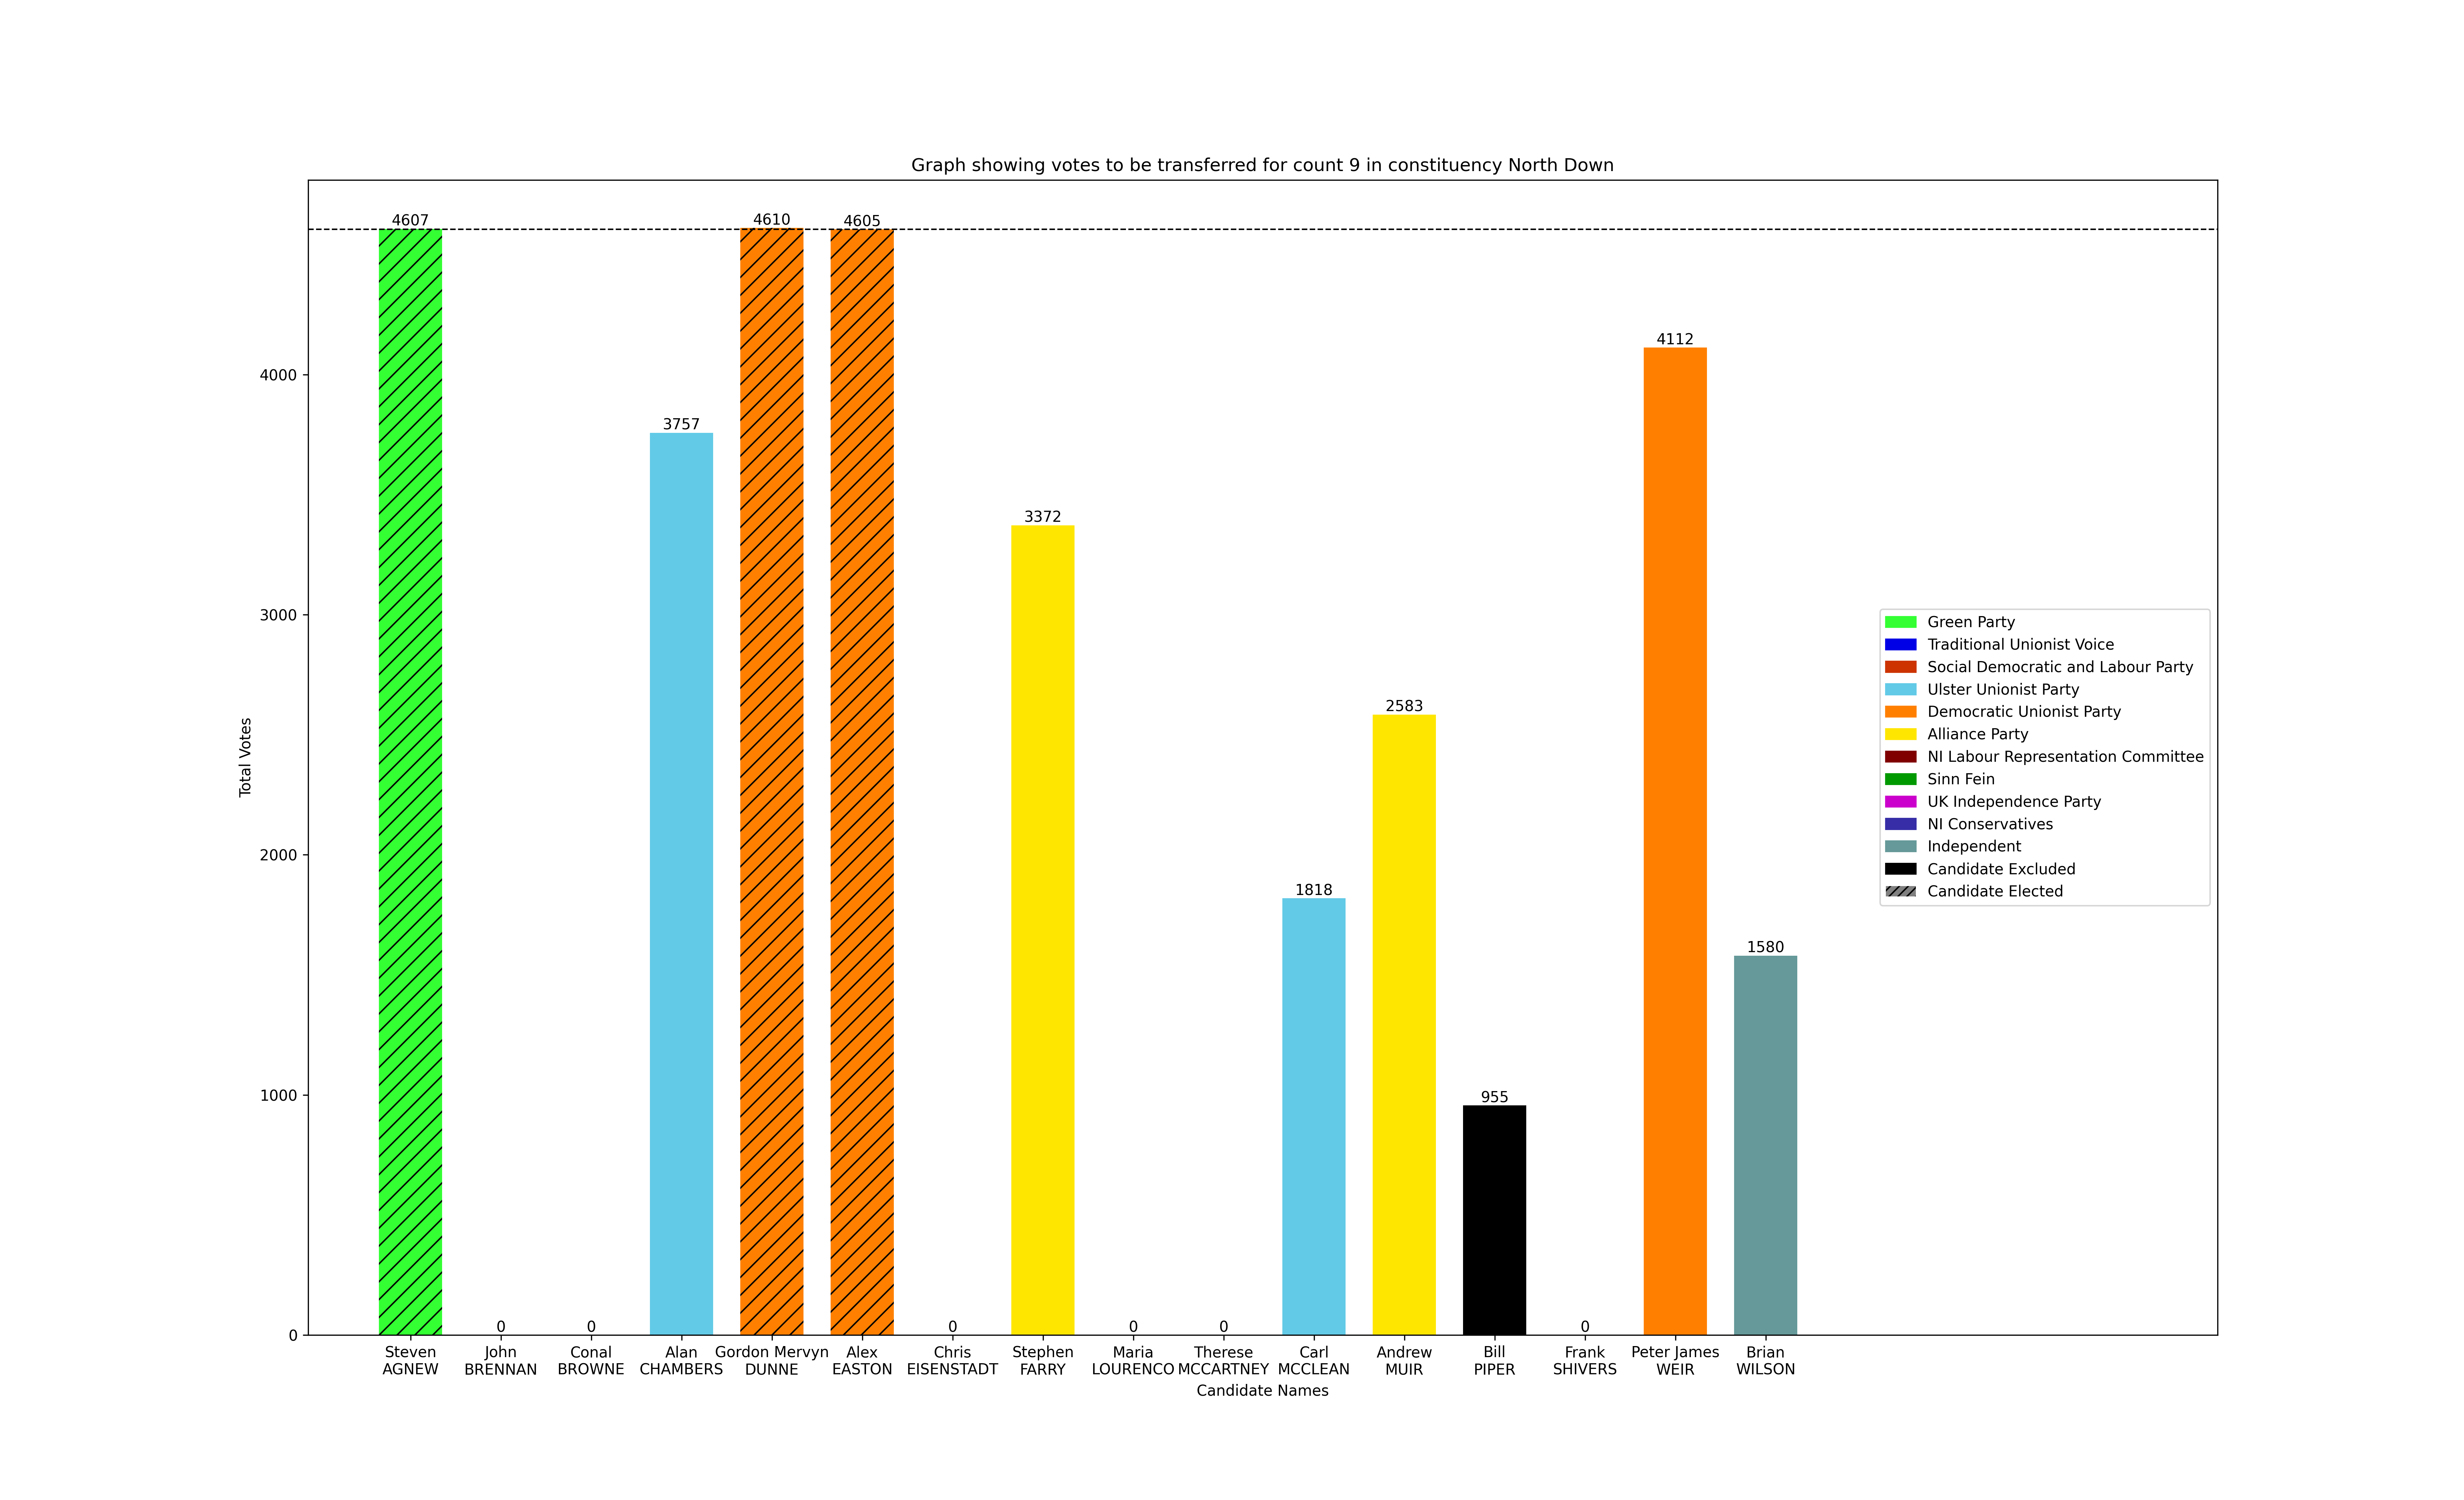 Graph showing votes to be transferred for count 9 in constituency North Down
4607
4610
4605
4112
3757
3372
2583
1818
1580
955
0
0
0
0
0
0
4000
3000
2000
1000
0
Total Votes
Green Party
Traditional Unionist Voice
Social Democratic and Labour Party
Ulster Unionist Party
Democratic Unionist Party
Alliance Party
NI Labour Representation Committee
Sinn Fein
UK Independence Party
NI Conservatives
Independent
Candidate Excluded
Candidate Elected
Steven
AGNEW
John
BRENNAN
Conal
BROWNE
Alan
CHAMBERS
Gordon Mervyn
DUNNE
Alex
EASTON
Chris
EISENSTADT
Stephen
FARRY
Maria
LOURENCO
Therese
MCCARTNEY
Carl
MCCLEAN
Andrew
MUIR
Bill
PIPER
Frank
SHIVERS
Peter James
WEIR
Brian
WILSON
Candidate Names